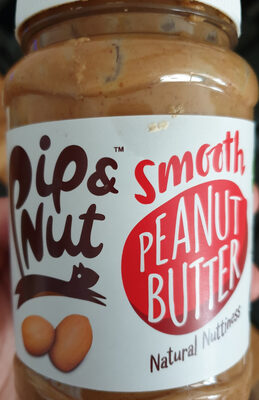 Pip &™
Nut
Smooth
PEANUT
BUTTER
Natural Nuttiness